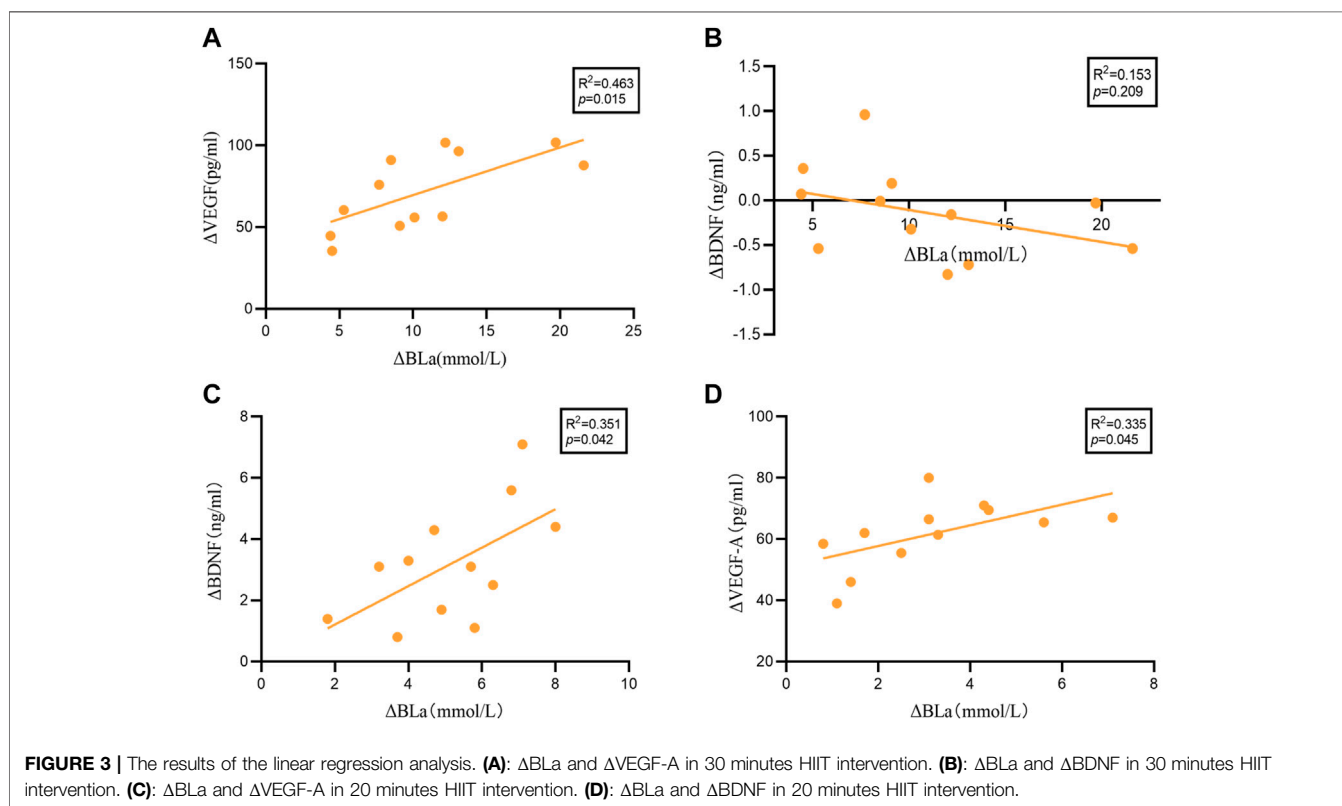 A
R²=0.463
p=0.015
ΔVEGF(pg/ml)
150
100
50
0
0 5 10 15 20 25
ΔBLa(mmol/L)
B
R²=0.153
p=0.209
ΔBDNF(ng/ml)
1.5
1.0
0.5
0.0
-0.5
-1.0
-1.5
5 10 15 20
ΔBLa(mmol/L)
C
R²=0.351
p=0.042
ΔBDNF(ng/ml)
8
6
4
2
0
0 2 4 6 8 10
ΔBLa(mmol/L)
D
R²=0.335
p=0.045
ΔVEGF-A(pg/ml)
100
80
60
40
20
0 2 4 6 8
ΔBLa(mmol/L)
FIGURE 3 | The results of the linear regression analysis. (A): ΔBLa and ΔVEGF-A in 30 minutes HIIT intervention. (B): ΔBLa and ΔBDNF in 30 minutes HIIT
intervention. (C): ΔBLa and ΔVEGF-A in 20 minutes HIIT intervention. (D): ΔBLa and ΔBDNF in 20 minutes HIIT intervention.